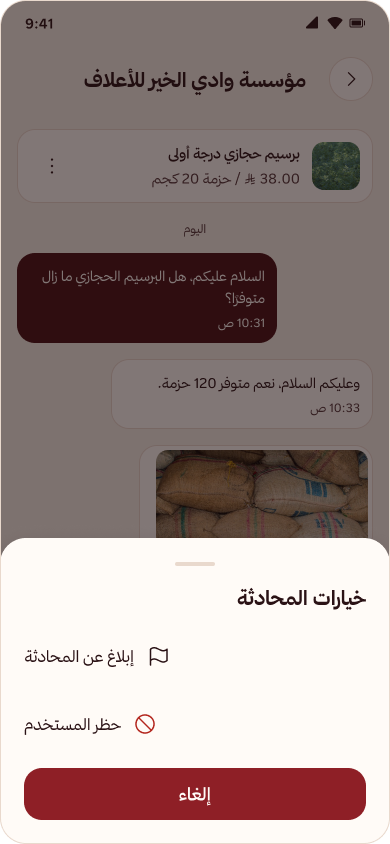 9:41
مؤسسة وادي الخير للأعلاف
برسيم حجازي درجة أولى
38.00 ⃁ / حزمة 20 كجم
اليوم
السلام عليكم، هل البرسيم الحجازي ما زال
متوفرًا؟
10:31 ص
وعليكم السلام، نعم متوفر 120 حزمة.
10:33 ص
خيارات المحادثة
إبلاغ عن المحادثة
حظر المستخدم
إلغاء